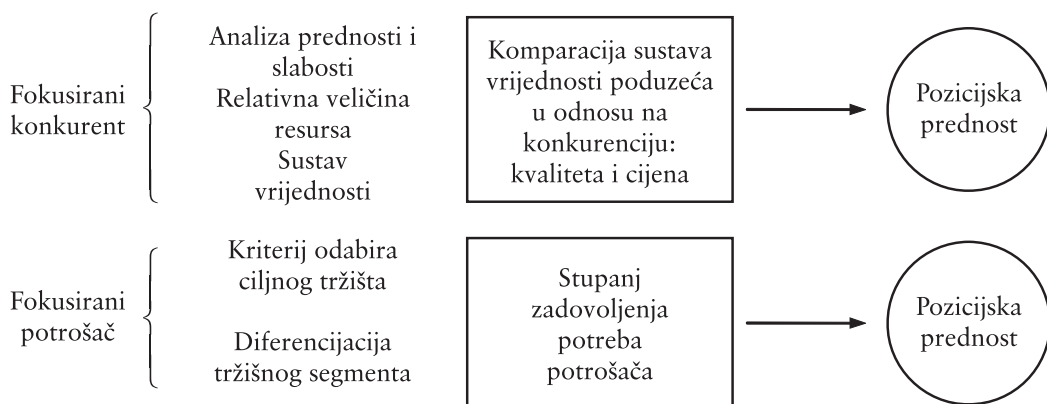 Fokusirani
konkurent
Analiza prednosti i
slabosti
Relativna veličina
resursa
Sustav
vrijednosti
Komparacija sustava
vrijednosti poduzeća
u odnosu na
konkurenciju:
kvaliteta i cijena
Pozicijska
prednost
Fokusirani
potrošač
Kriterij odabira
ciljnog tržišta
Diferencijacija
tržišnog segmenta
Stupanj
zadovoljenja
potreba
potrošača
Pozicijska
prednost